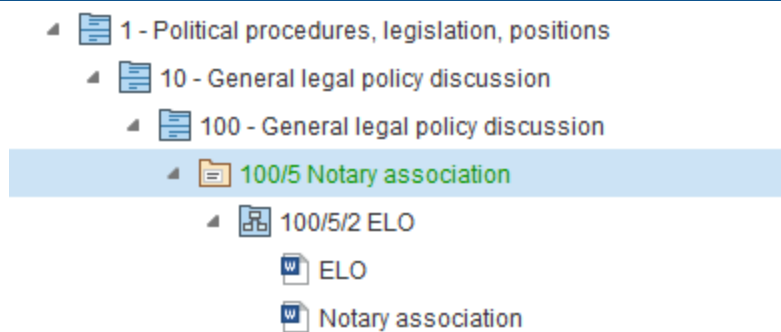 1 - Political procedures, legislation, positions
10 - General legal policy discussion
100 - General legal policy discussion
100/5 Notary association
100/5/2 ELO
ELO
Notary association